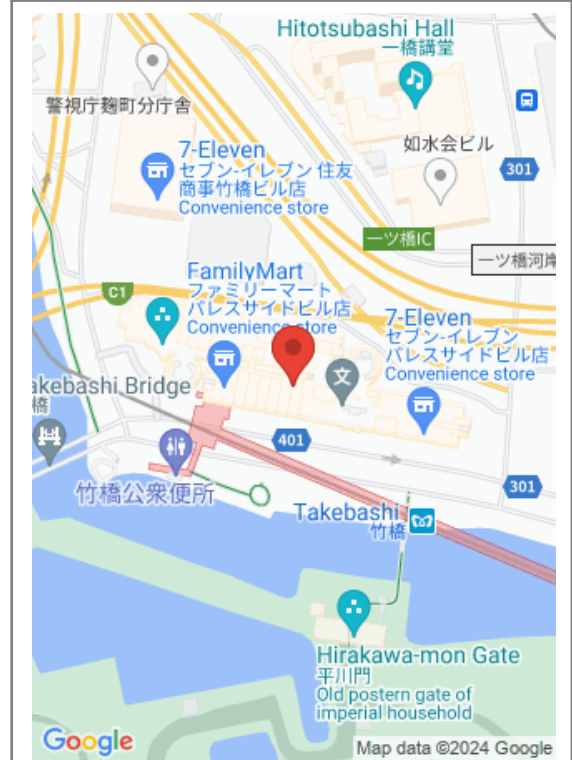 Hitotsubashi Hall
一橋講堂
警視庁麹町分庁舎
如水会ビル
7-Eleven
セブン-イレブン 住友
商事竹橋ビル店
Convenience store
301
一ツ橋IC
一ツ橋河岸
C1
FamilyMart
ファミリーマート
パレスサイドビル店
Convenience store
7-Eleven
セブン-イレブン
パレスサイドビル店
Convenience store
文
akebashi Bridge
橋
401
301
竹橋公衆便所
Takebashi
竹橋
Hirakawa-mon Gate
平川門
Old postern gate of
imperial household
Google
Map data ©2024 Google